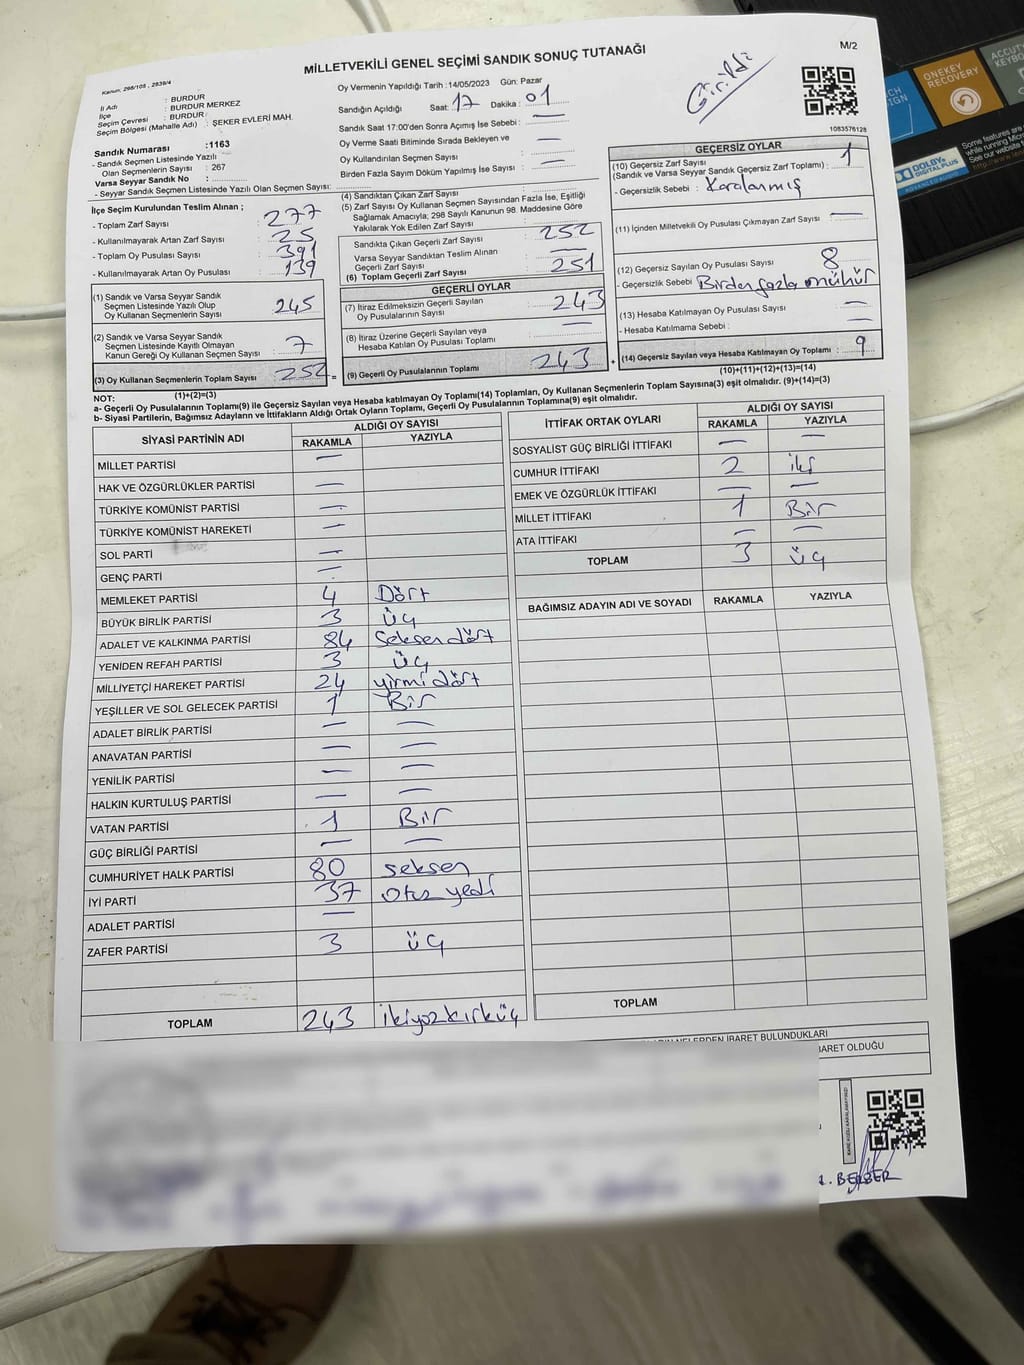 MİLLETVEKİLİ GENEL SEÇİMİ SANDIK SONUÇ TUTANAĞI
M/2
Kanun; 298/105 , 2839/4
İl Adı : BURDUR
İlçe : BURDUR MERKEZ
Seçim Çevresi : BURDUR
Seçim Bölgesi (Mahalle Adı) : ŞEKER EVLERİ MAH.
Sandık Numarası :1163
- Sandık Seçmen Listesinde Yazılı
Olan Seçmenlerin Sayısı : 267
Varsa Seyyar Sandık No :
- Seyyar Sandık Seçmen Listesinde Yazılı Olan Seçmen Sayısı:
Oy Vermenin Yapıldığı Tarih :14/05/2023 Gün: Pazar
Sandığın Açıldığı Saat: 17 Dakika : 01
Sandık Saat 17:00'den Sonra Açımış İse Sebebi : —
Oy Verme Saati Bitiminde Sırada Bekleyen ve
Oy Kullandırılan Seçmen Sayısı : —
Birden Fazla Sayım Döküm Yapılmış İse Sayısı : —
Girildi
1083576128
İlçe Seçim Kurulundan Teslim Alınan ;
- Toplam Zarf Sayısı : 277
- Kullanılmayarak Artan Zarf Sayısı : 25
- Toplam Oy Pusulası Sayısı : 391
- Kullanılmayarak Artan Oy Pusulası : 139
(1) Sandık ve Varsa Seyyar Sandık
Seçmen Listesinde Yazılı Olup
Oy Kullanan Seçmenlerin Sayısı : 245
(2) Sandık ve Varsa Seyyar Sandık
Seçmen Listesinde Kayıtlı Olmayan
Kanun Gereği Oy Kullanan Seçmen Sayısı : 7
(3) Oy Kullanan Seçmenlerin Toplam Sayısı : 252
(1)+(2)=(3)
(4) Sandıktan Çıkan Zarf Sayısı :
(5) Zarf Sayısı Oy Kullanan Seçmen Sayısından Fazla İse, Eşitliği
Sağlamak Amacıyla; 298 Sayılı Kanunun 98. Maddesine Göre
Yakılarak Yok Edilen Zarf Sayısı :
Sandıkta Çıkan Geçerli Zarf Sayısı : 252
Varsa Seyyar Sandıktan Teslim Alınan
Geçerli Zarf Sayısı : —
(6) Toplam Geçerli Zarf Sayısı : 251
GEÇERLİ OYLAR
(7) İtiraz Edilmeksizin Geçerli Sayılan
Oy Pusulalarının Sayısı : 243
(8) İtiraz Üzerine Geçerli Sayılan veya
Hesaba Katılan Oy Pusulası Toplamı : —
(9) Geçerli Oy Pusulalarının Toplamı : 243
GEÇERSİZ OYLAR
(10) Geçersiz Zarf Sayısı
(Sandık ve Varsa Seyyar Sandık Geçersiz Zarf Toplamı) : 1
- Geçersizlik Sebebi : Karalanmış
(11) İçinden Milletvekili Oy Pusulası Çıkmayan Zarf Sayısı : —
(12) Geçersiz Sayılan Oy Pusulası Sayısı : 8
- Geçersizlik Sebebi : Birden fazla mühür
(13) Hesaba Katılmayan Oy Pusulası Sayısı : —
- Hesaba Katılmama Sebebi : —
+ (14) Geçersiz Sayılan veya Hesaba Katılmayan Oy Toplamı : 9
(10)+(11)+(12)+(13)=(14)
NOT:
a- Geçerli Oy Pusulalarının Toplamı(9) ile Geçersiz Sayılan veya Hesaba katılmayan Oy Toplamı(14) Toplamları, Oy Kullanan Seçmenlerin Toplam Sayısına(3) eşit olmalıdır. (9)+(14)=(3)
b- Siyasi Partilerin, Bağımsız Adayların ve İttifakların Aldığı Ortak Oyların Toplamı, Geçerli Oy Pusulalarının Toplamına(9) eşit olmalıdır.
SİYASİ PARTİNİN ADI ALDIĞI OY SAYISI
RAKAMLA YAZIYLA
MİLLET PARTİSİ —
HAK VE ÖZGÜRLÜKLER PARTİSİ —
TÜRKİYE KOMÜNİST PARTİSİ —
TÜRKİYE KOMÜNİST HAREKETİ —
SOL PARTİ —
GENÇ PARTİ —
MEMLEKET PARTİSİ 4 Dört
BÜYÜK BİRLİK PARTİSİ 3 üç
ADALET VE KALKINMA PARTİSİ 84 Seksen dört
YENİDEN REFAH PARTİSİ 3 üç
MİLLİYETÇİ HAREKET PARTİSİ 24 yirmi dört
YEŞİLLER VE SOL GELECEK PARTİSİ 1 Bir
ADALET BİRLİK PARTİSİ — —
ANAVATAN PARTİSİ — —
YENİLİK PARTİSİ — —
HALKIN KURTULUŞ PARTİSİ — —
VATAN PARTİSİ 1 Bir
GÜÇ BİRLİĞİ PARTİSİ — —
CUMHURİYET HALK PARTİSİ 80 seksen
İYİ PARTİ 37 otuz yedi
ADALET PARTİSİ —
ZAFER PARTİSİ 3 üç
TOPLAM 243 ikiyüzkırküç
İTTİFAK ORTAK OYLARI ALDIĞI OY SAYISI
RAKAMLA YAZIYLA
SOSYALİST GÜÇ BİRLİĞİ İTTİFAKI — —
CUMHUR İTTİFAKI 2 iki
EMEK VE ÖZGÜRLÜK İTTİFAKI — —
MİLLET İTTİFAKI 1 Bir
ATA İTTİFAKI — —
TOPLAM 3 üç
BAĞIMSIZ ADAYIN ADI VE SOYADI RAKAMLA YAZIYLA
TOPLAM
İBARET BULUNDUKLARI
BARET OLDUĞU
BERBER
ONEKEY
RECOVERY
DOLBY
DIGITAL PLUS
ADVANCED AUDIO
Some features are